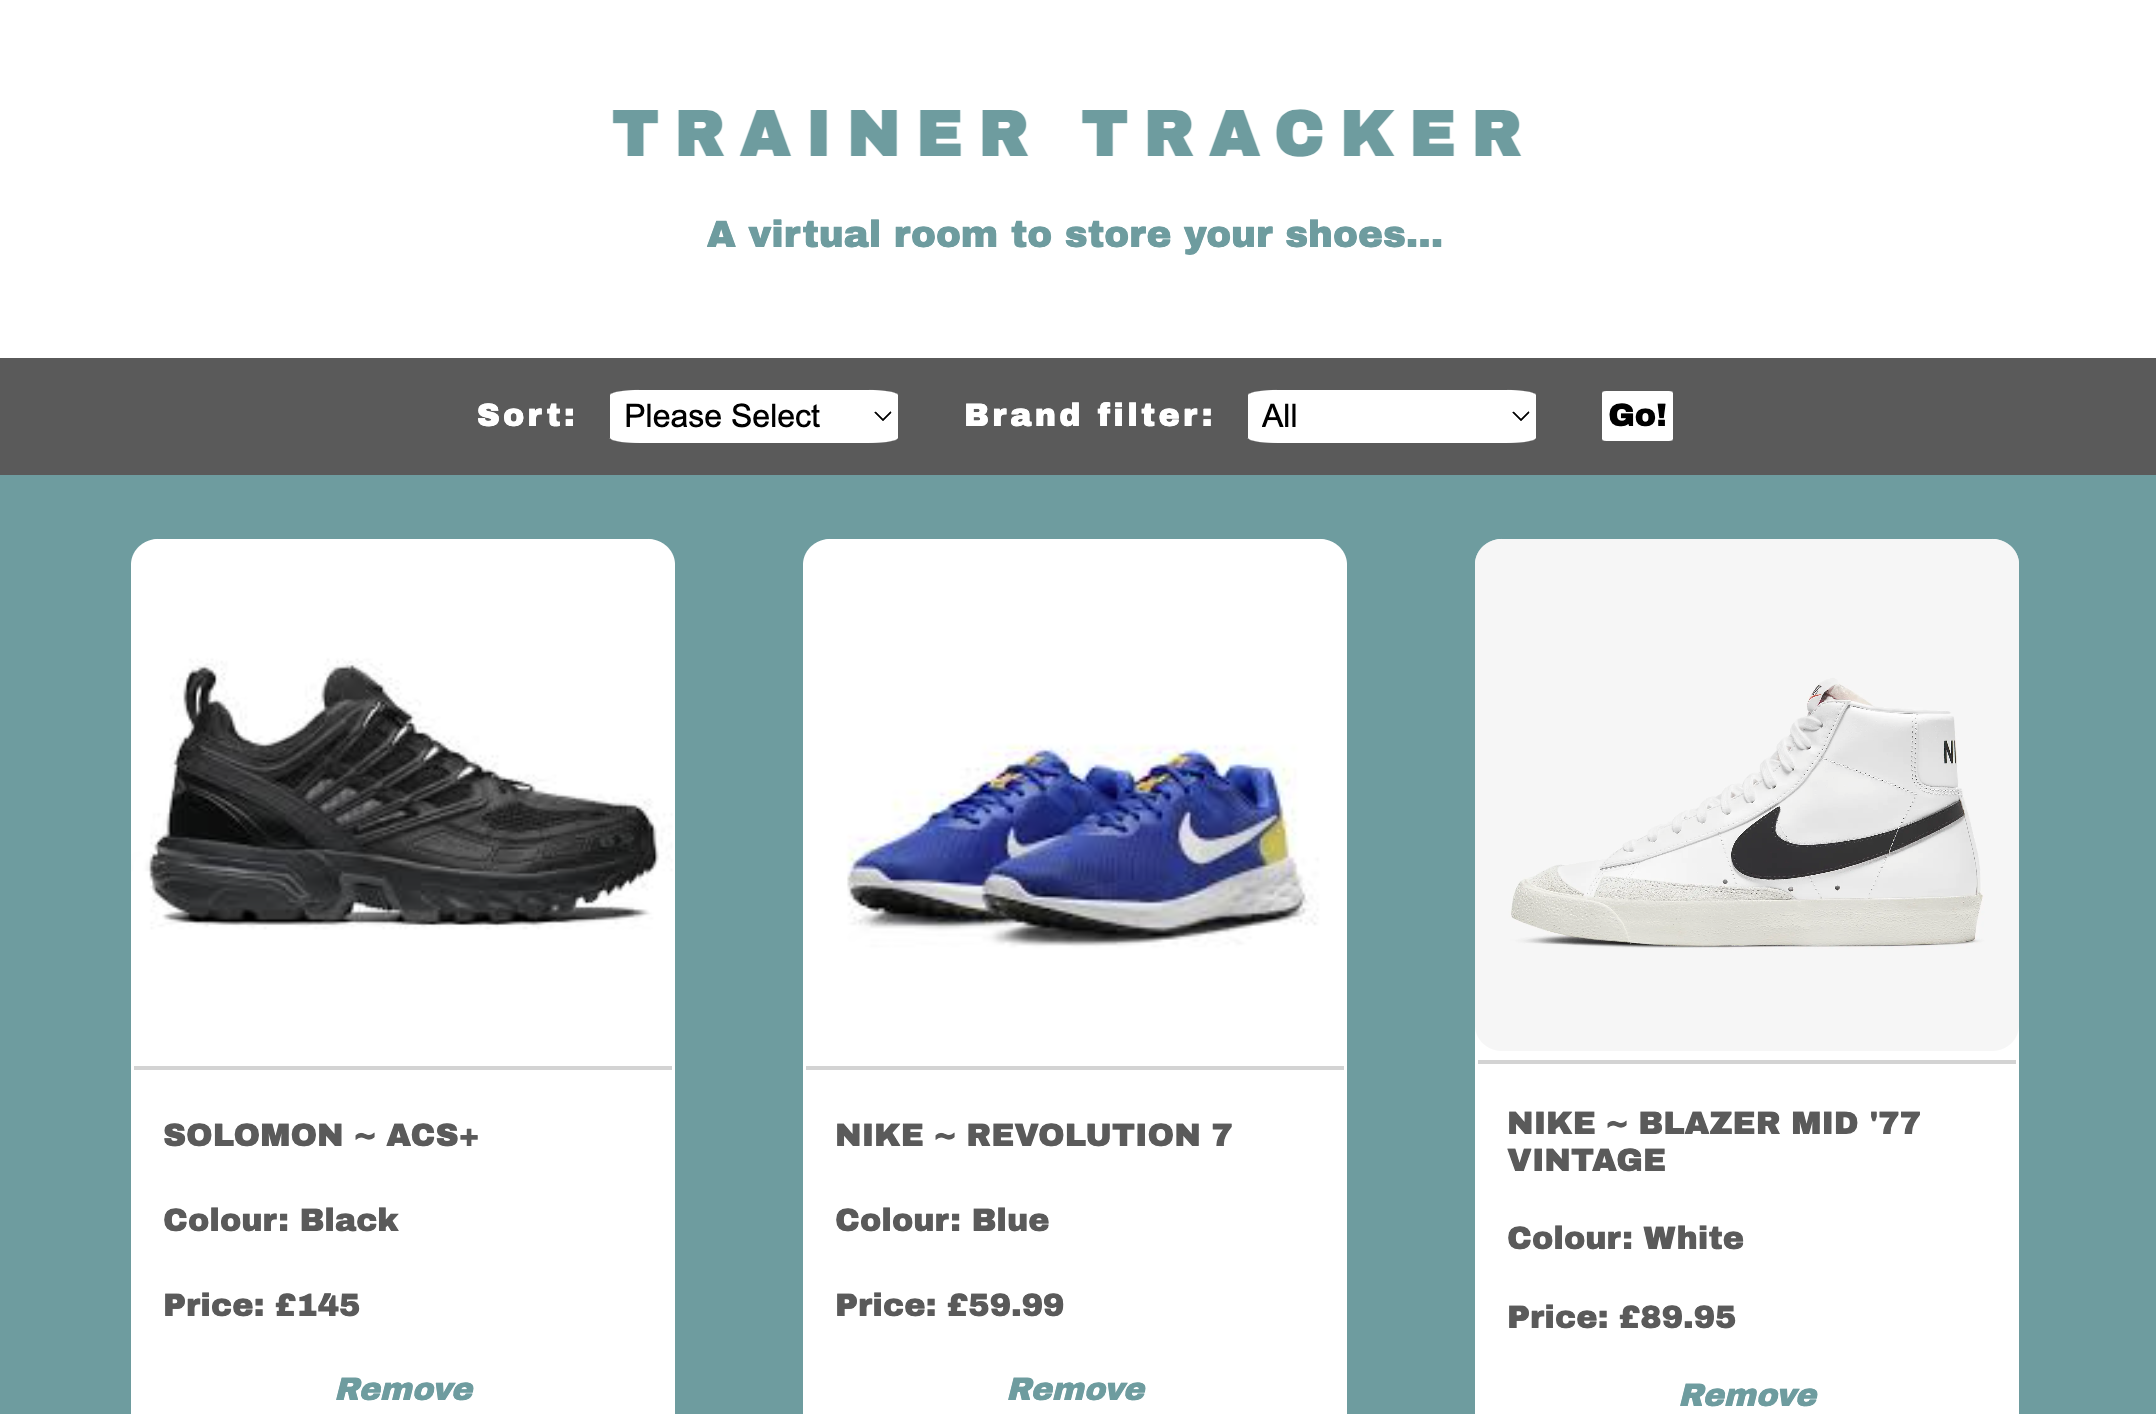 TRAINER TRACKER
A virtual room to store your shoes...
Sort: Please Select Brand filter: All Go!
SOLOMON ~ ACS+
Colour: Black
Price: £145
Remove
NIKE ~ REVOLUTION 7
Colour: Blue
Price: £59.99
Remove
NIKE ~ BLAZER MID '77
VINTAGE
Colour: White
Price: £89.95
Remove